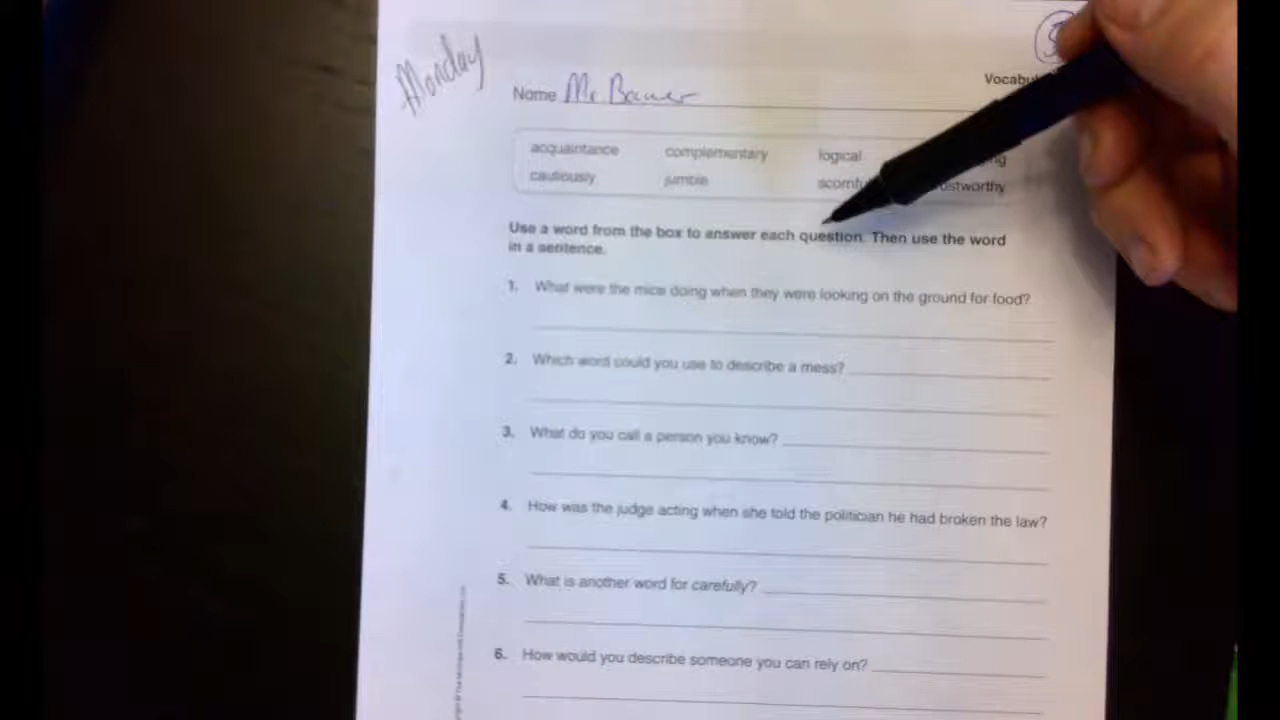 Monday
Name Mr. Bauer
Vocabu
acquaintance complementary logical
cautiously jumble scornfu stworthy
Use a word from the box to answer each question. Then use the word
in a sentence.
1. What were the mice doing when they were looking on the ground for food?
2. Which word could you use to describe a mess?
3. What do you call a person you know?
4. How was the judge acting when she told the politician he had broken the law?
5. What is another word for carefully?
6. How would you describe someone you can rely on?